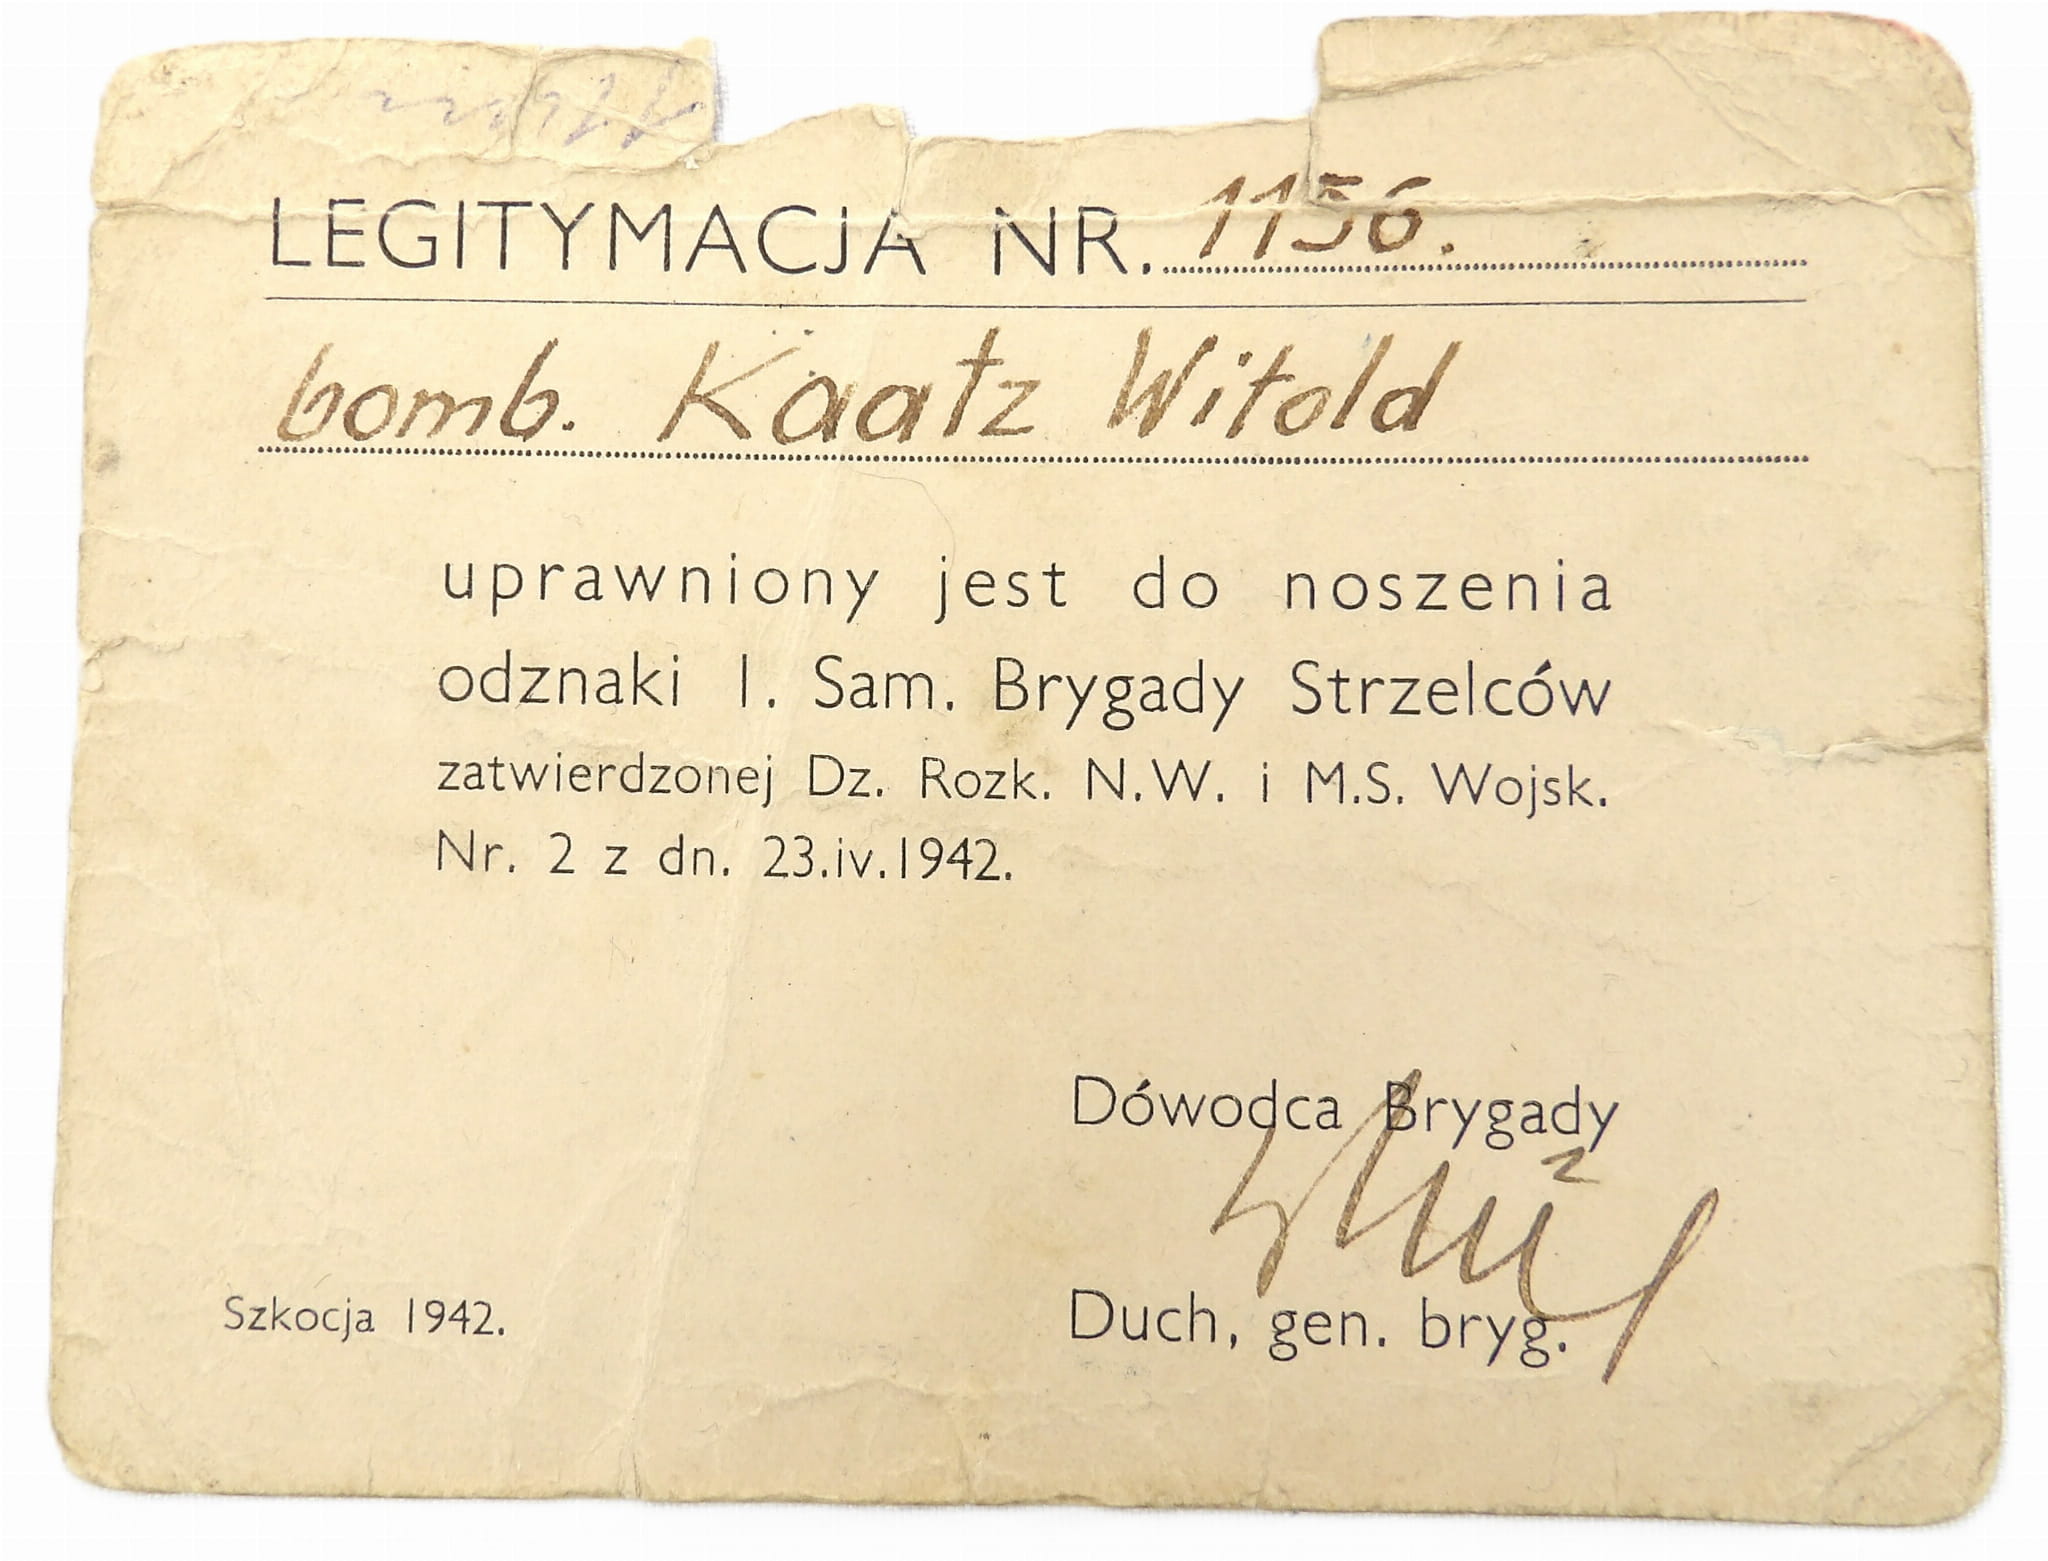 LEGITYMACJA NR. 1156.
bomb. Kaatz Witold
uprawniony jest do noszenia
odznaki 1. Sam. Brygady Strzelców
zatwierdzonej Dz. Rozk. N.W. i M.S. Wojsk.
Nr. 2 z dn. 23.iv.1942.
Dówodca Brygady
Duch, gen. bryg.
Szkocja 1942.